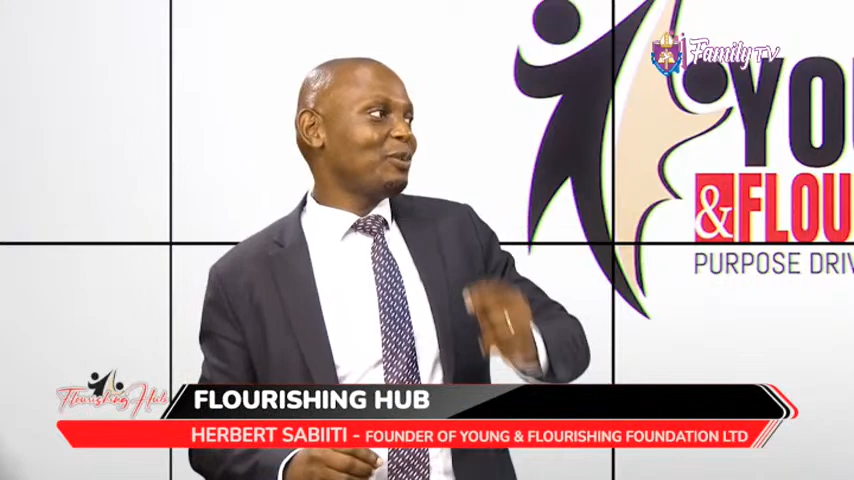 Family TV
YOU
& FLOU
PURPOSE DRIV
Flourishing Hub
FLOURISHING HUB
HERBERT SABIITI - FOUNDER OF YOUNG & FLOURISHING FOUNDATION LTD